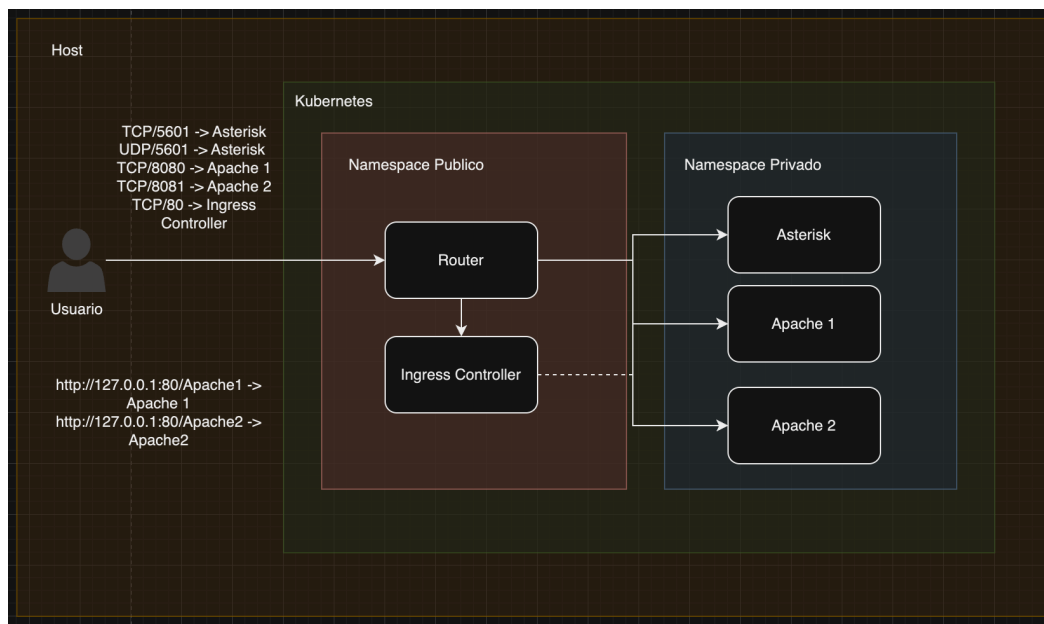 Host
Kubernetes
TCP/5601 -> Asterisk
UDP/5601 -> Asterisk
TCP/8080 -> Apache 1
TCP/8081 -> Apache 2
TCP/80 -> Ingress
Controller
Usuario
http://127.0.0.1:80/Apache1 ->
Apache 1
http://127.0.0.1:80/Apache2 ->
Apache2
Namespace Publico
Router
Ingress Controller
Namespace Privado
Asterisk
Apache 1
Apache 2